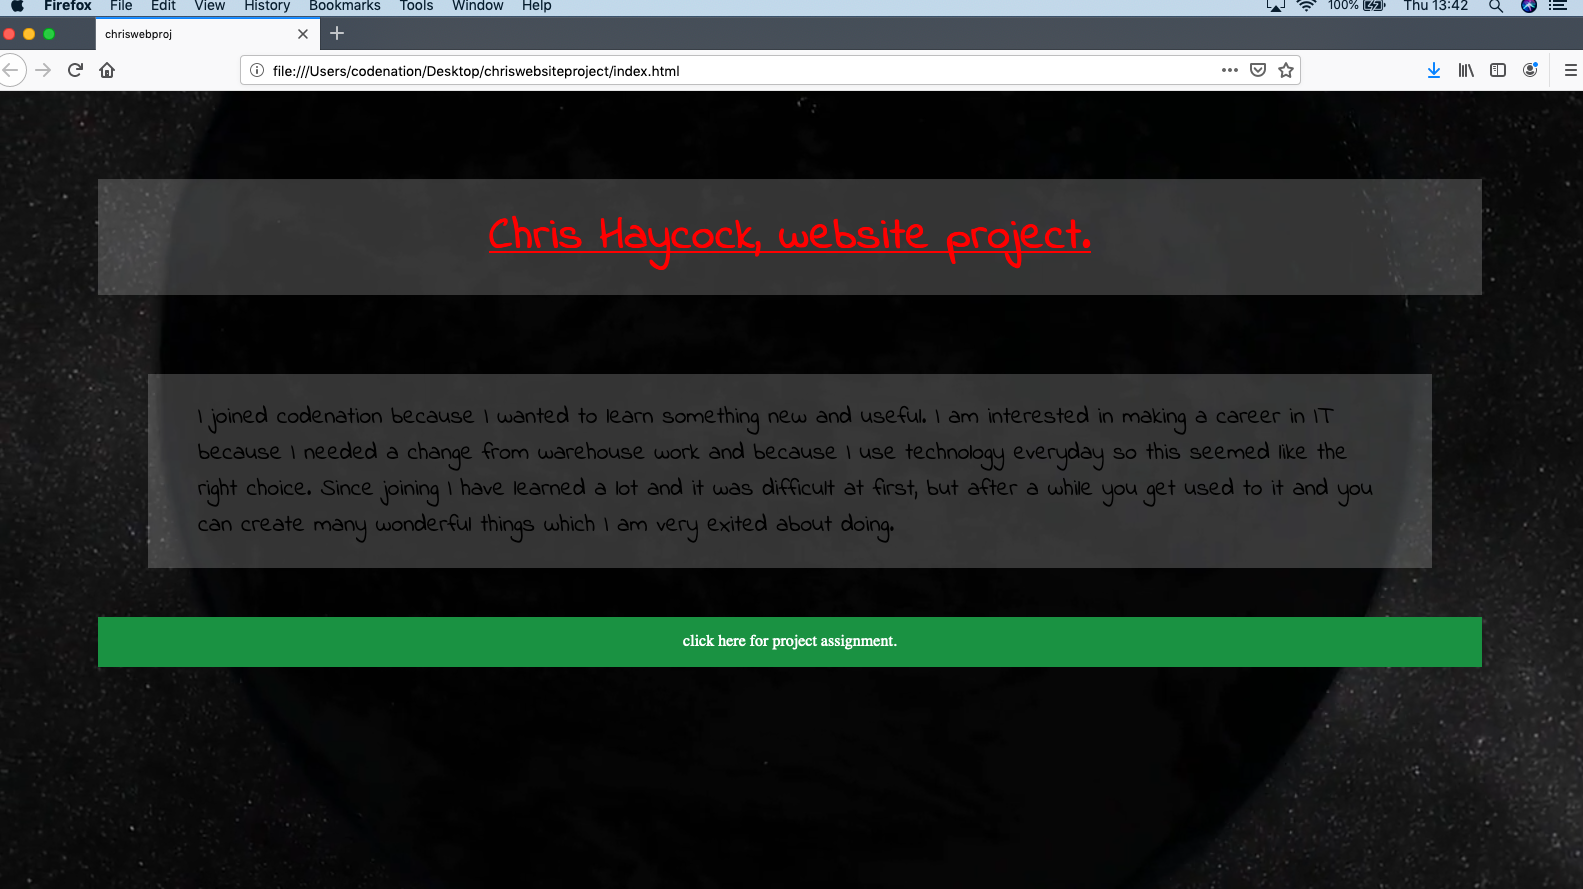 Firefox File Edit View History Bookmarks Tools Window Help 100% Thu 13:42
chriswebproj
file:///Users/codenation/Desktop/chriswebsiteproject/index.html
Chris Haycock, website project.
I joined codenation because I wanted to learn something new and useful. I am interested in making a career in IT
because I needed a change from warehouse work and because I use technology everyday so this seemed like the
right choice. Since joining I have learned a lot and it was difficult at first, but after a while you get used to it and you
can create many wonderful things which I am very exited about doing.
click here for project assignment.